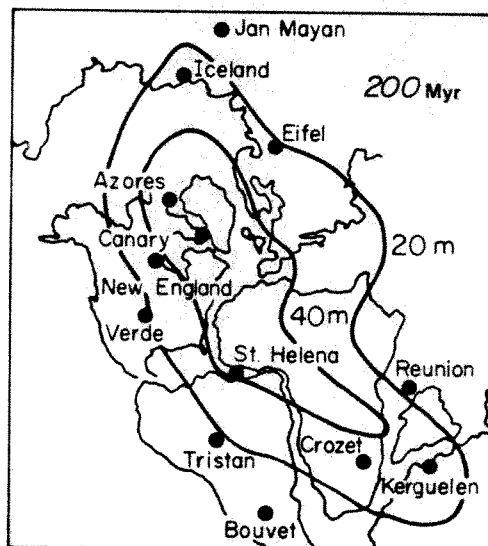 Jan Mayan
Iceland
200 Myr
Eifel
Azores
Canary
20 m
New England
40 m
Verde
St. Helena
Reunion
Crozet
Tristan
Kerguelen
Bouvet